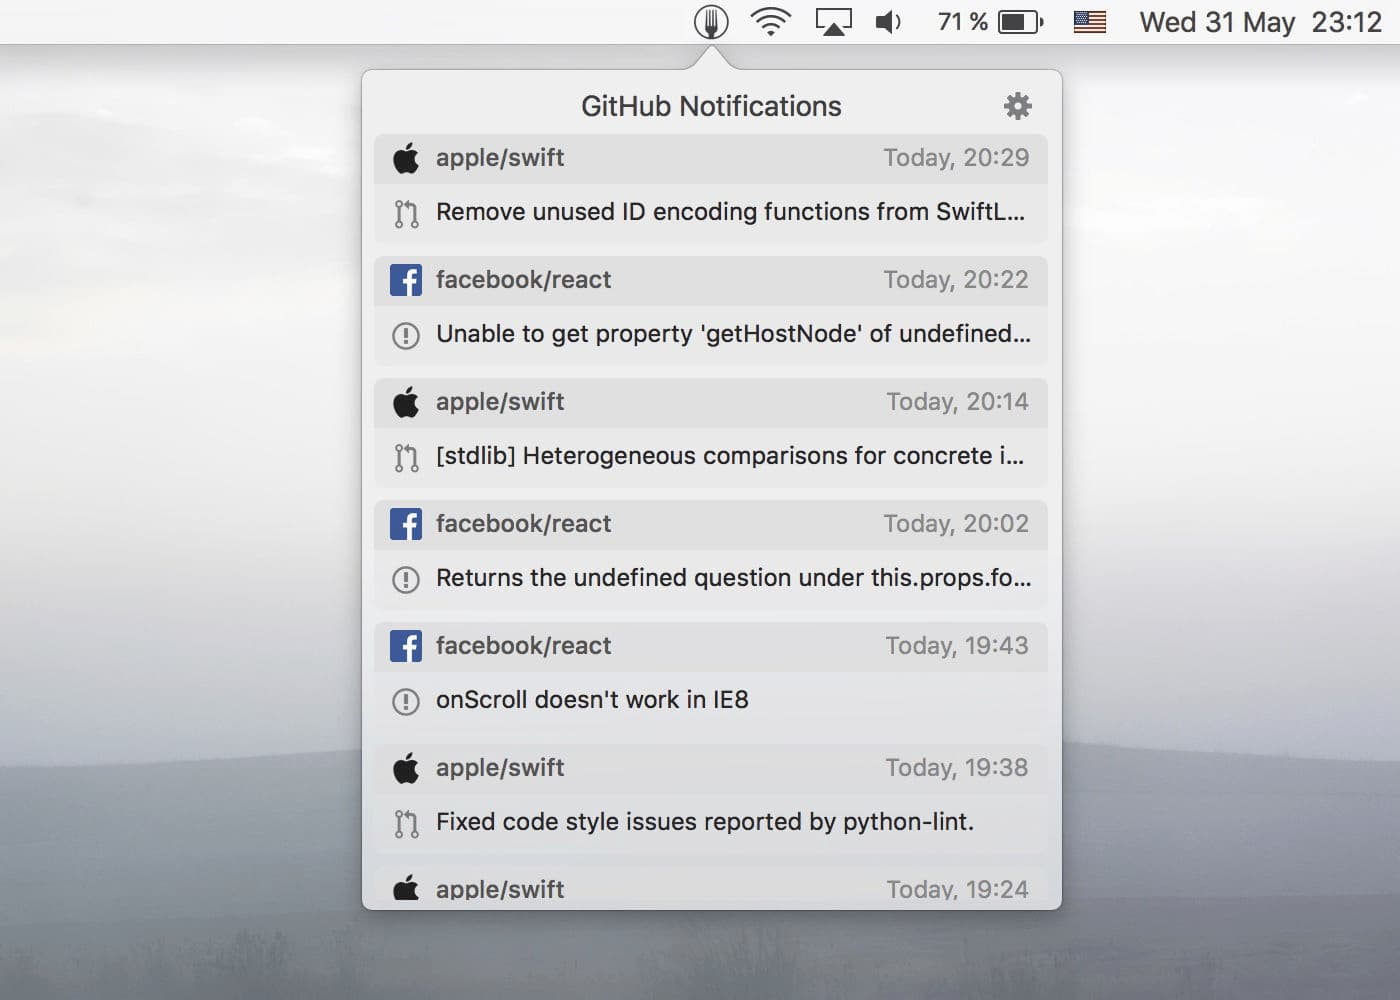 71 % Wed 31 May 23:12
GitHub Notifications
apple/swift Today, 20:29
Remove unused ID encoding functions from SwiftL...
facebook/react Today, 20:22
Unable to get property 'getHostNode' of undefined...
apple/swift Today, 20:14
[stdlib] Heterogeneous comparisons for concrete i...
facebook/react Today, 20:02
Returns the undefined question under this.props.fo...
facebook/react Today, 19:43
onScroll doesn't work in IE8
apple/swift Today, 19:38
Fixed code style issues reported by python-lint.
apple/swift Today, 19:24